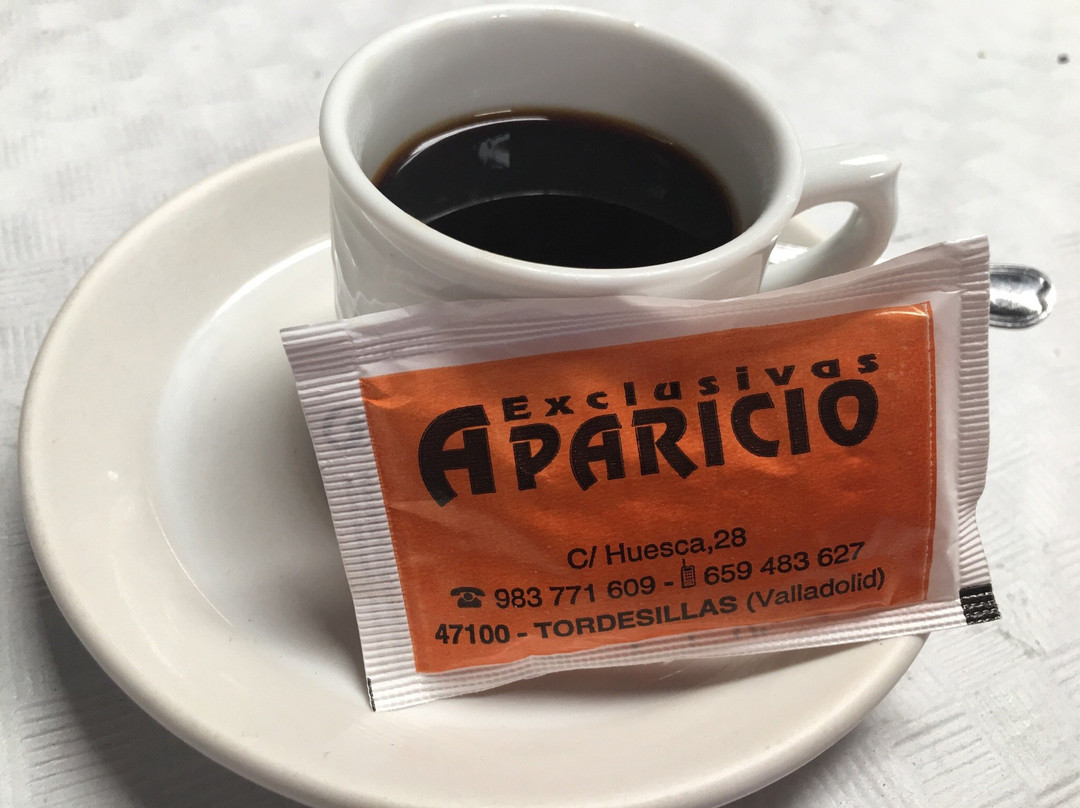 Exclusivas
APARICIO
C/ Huesca,28
983 771 609 - 659 483 627
47100 - TORDESILLAS (Valladolid)